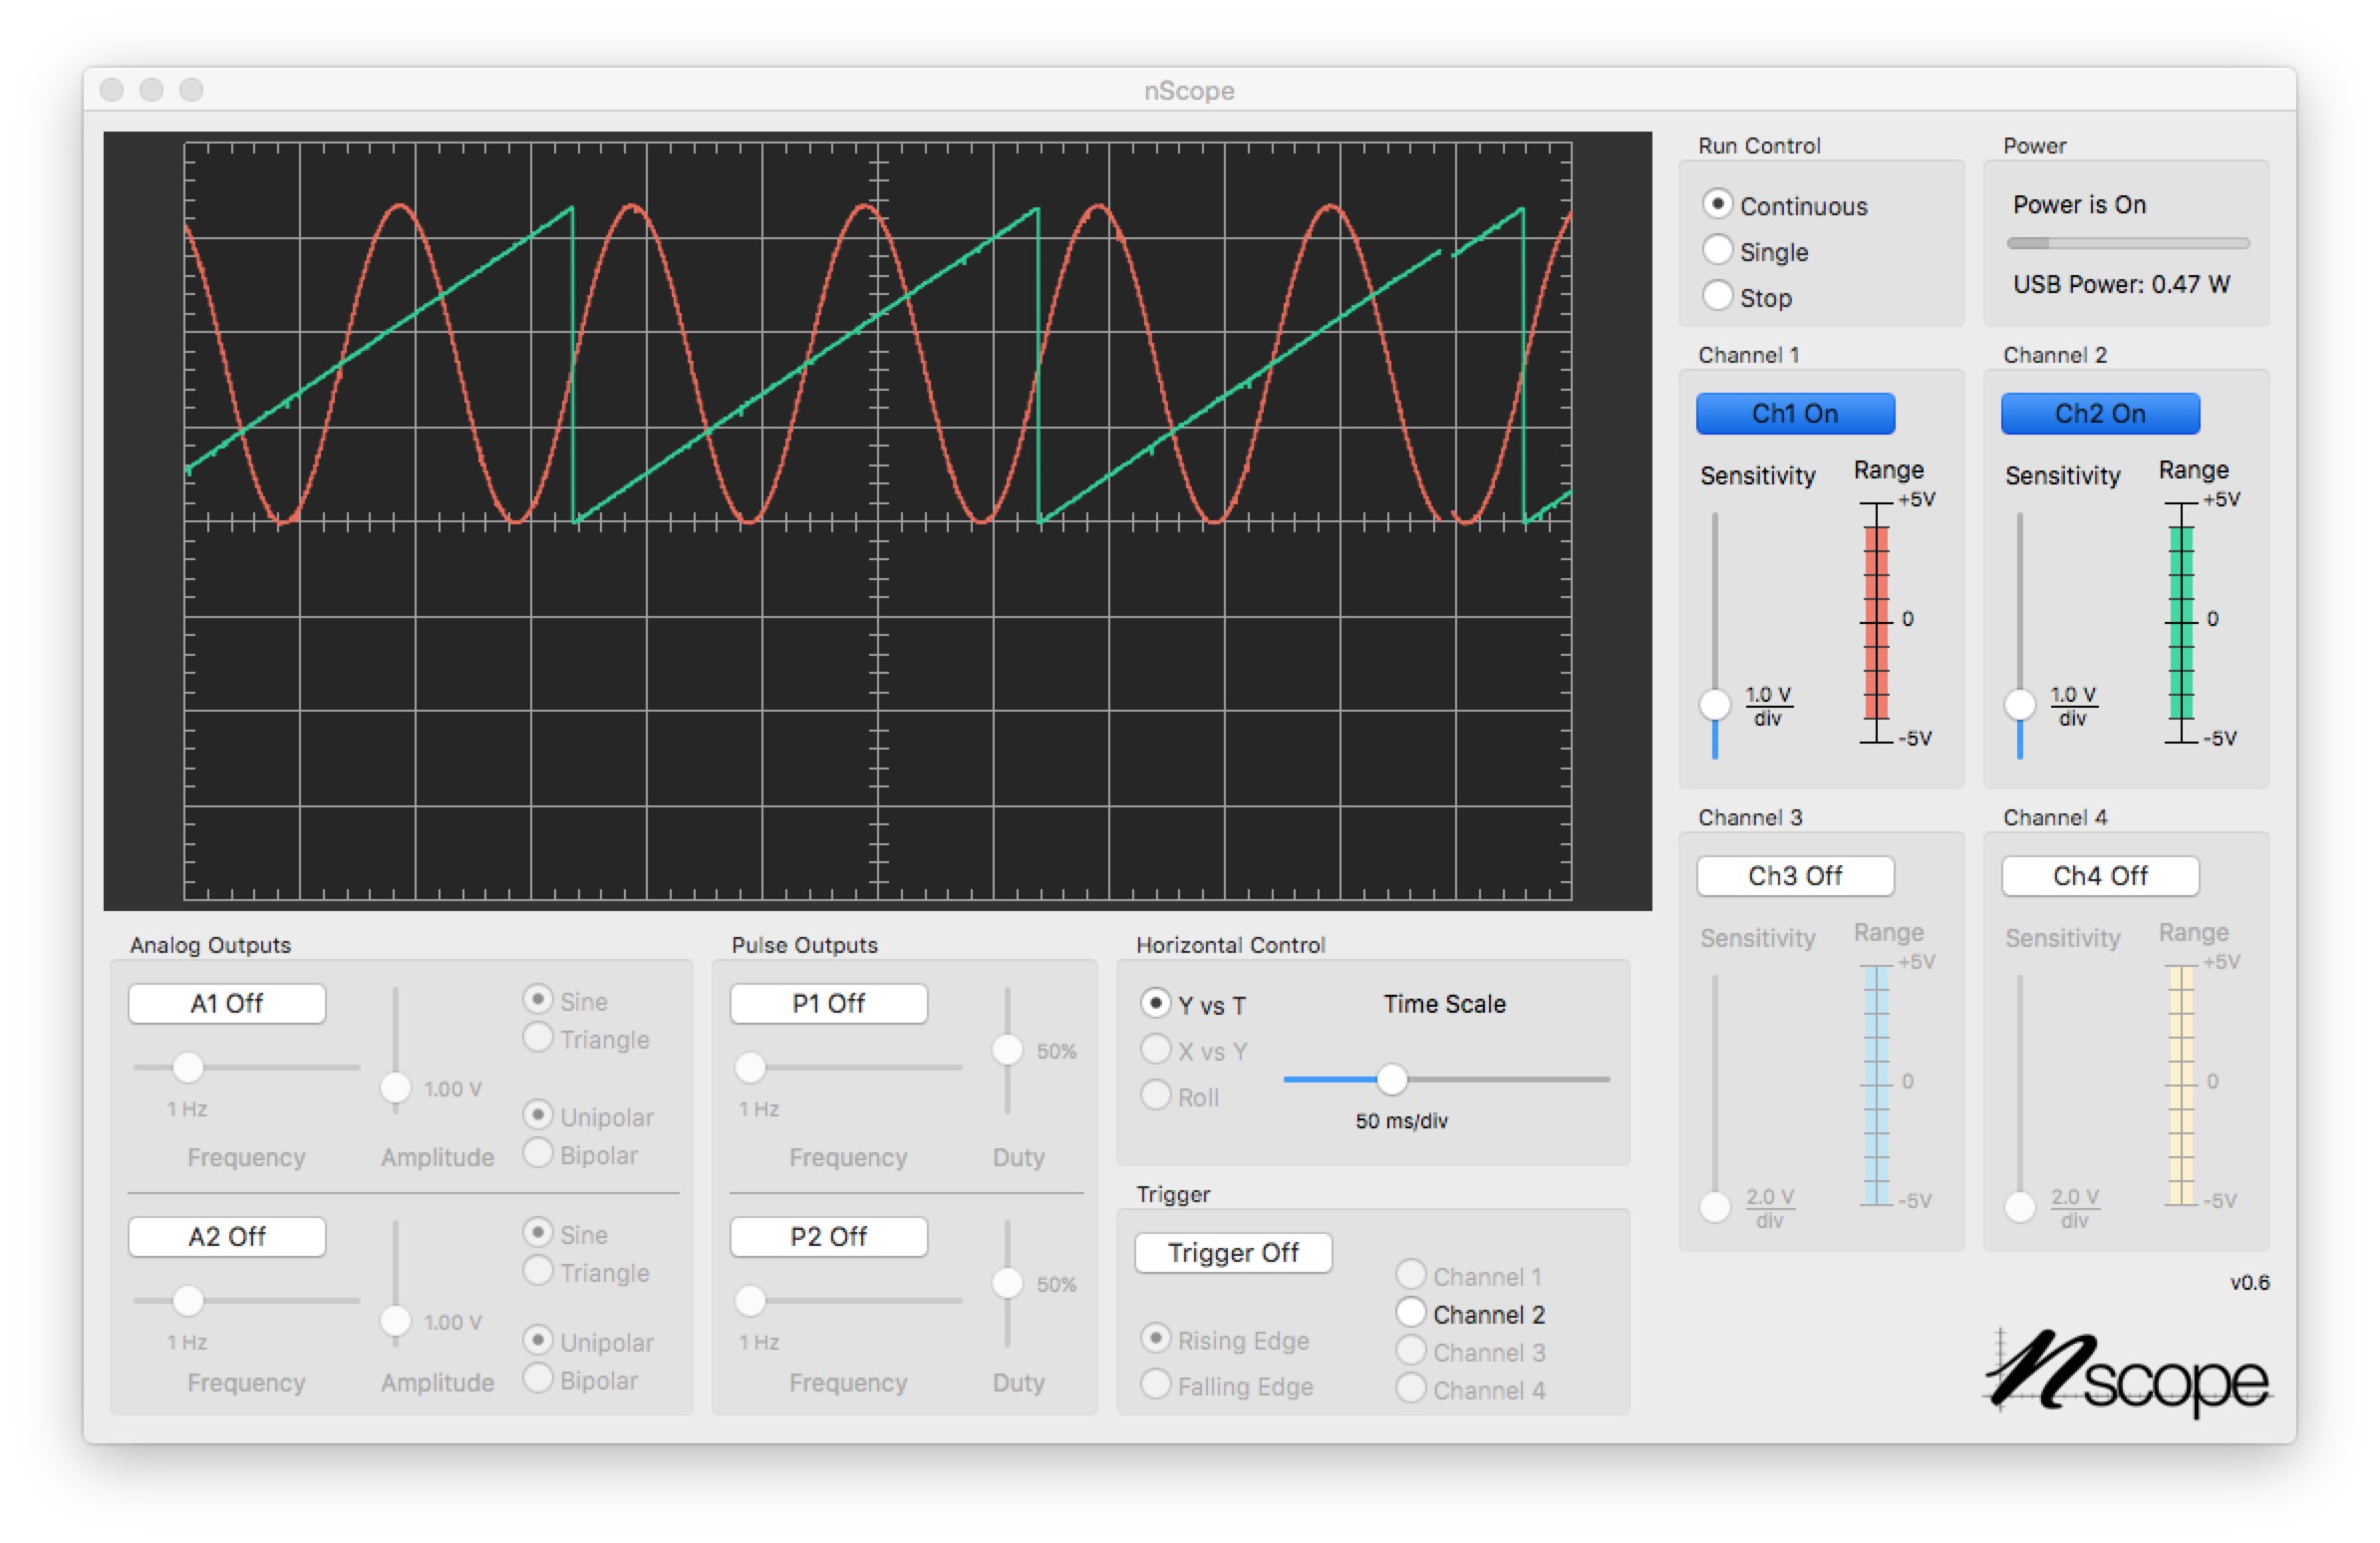 nScope
Run Control
Continuous
Single
Stop
Power
Power is On
USB Power: 0.47 W
Channel 1
Ch1 On
Sensitivity
Range
+5V
0
-5V
1.0 V
div
Channel 2
Ch2 On
Sensitivity
Range
+5V
0
-5V
1.0 V
div
Channel 3
Ch3 Off
Sensitivity
Range
+5V
0
-5V
2.0 V
div
Channel 4
Ch4 Off
Sensitivity
Range
+5V
0
-5V
2.0 V
div
Analog Outputs
A1 Off
1 Hz
Frequency
1.00 V
Amplitude
Sine
Triangle
Unipolar
Bipolar
A2 Off
1 Hz
Frequency
1.00 V
Amplitude
Sine
Triangle
Unipolar
Bipolar
Pulse Outputs
P1 Off
1 Hz
Frequency
50%
Duty
P2 Off
1 Hz
Frequency
50%
Duty
Horizontal Control
Y vs T
X vs Y
Roll
Time Scale
50 ms/div
Trigger
Trigger Off
Rising Edge
Falling Edge
Channel 1
Channel 2
Channel 3
Channel 4
v0.6
nscope